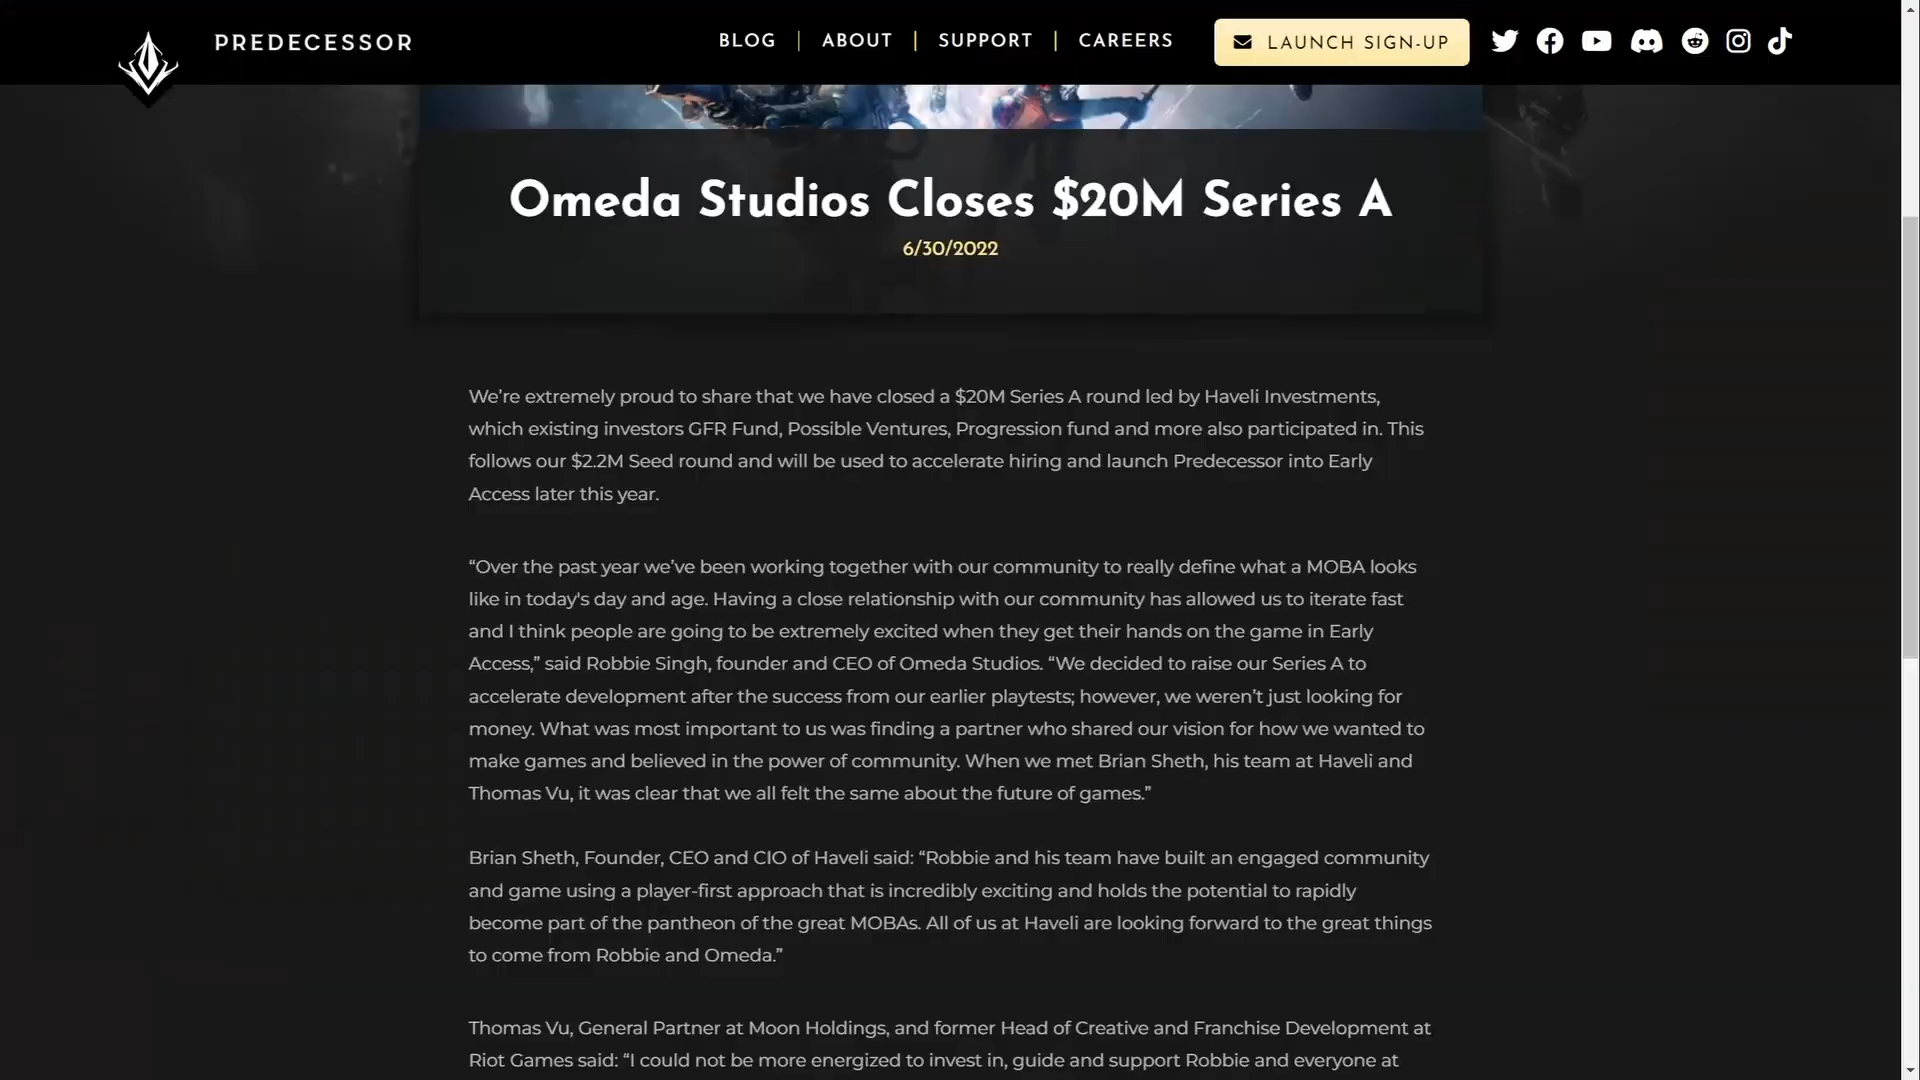 PREDECESSOR
BLOG | ABOUT | SUPPORT | CAREERS
LAUNCH SIGN-UP
Omeda Studios Closes $20M Series A
6/30/2022
We’re extremely proud to share that we have closed a $20M Series A round led by Haveli Investments,
which existing investors GFR Fund, Possible Ventures, Progression fund and more also participated in. This
follows our $2.2M Seed round and will be used to accelerate hiring and launch Predecessor into Early
Access later this year.
“Over the past year we’ve been working together with our community to really define what a MOBA looks
like in today's day and age. Having a close relationship with our community has allowed us to iterate fast
and I think people are going to be extremely excited when they get their hands on the game in Early
Access,” said Robbie Singh, founder and CEO of Omeda Studios. “We decided to raise our Series A to
accelerate development after the success from our earlier playtests; however, we weren’t just looking for
money. What was most important to us was finding a partner who shared our vision for how we wanted to
make games and believed in the power of community. When we met Brian Sheth, his team at Haveli and
Thomas Vu, it was clear that we all felt the same about the future of games.”
Brian Sheth, Founder, CEO and CIO of Haveli said: “Robbie and his team have built an engaged community
and game using a player-first approach that is incredibly exciting and holds the potential to rapidly
become part of the pantheon of the great MOBAs. All of us at Haveli are looking forward to the great things
to come from Robbie and Omeda.”
Thomas Vu, General Partner at Moon Holdings, and former Head of Creative and Franchise Development at
Riot Games said: “I could not be more energized to invest in, guide and support Robbie and everyone at